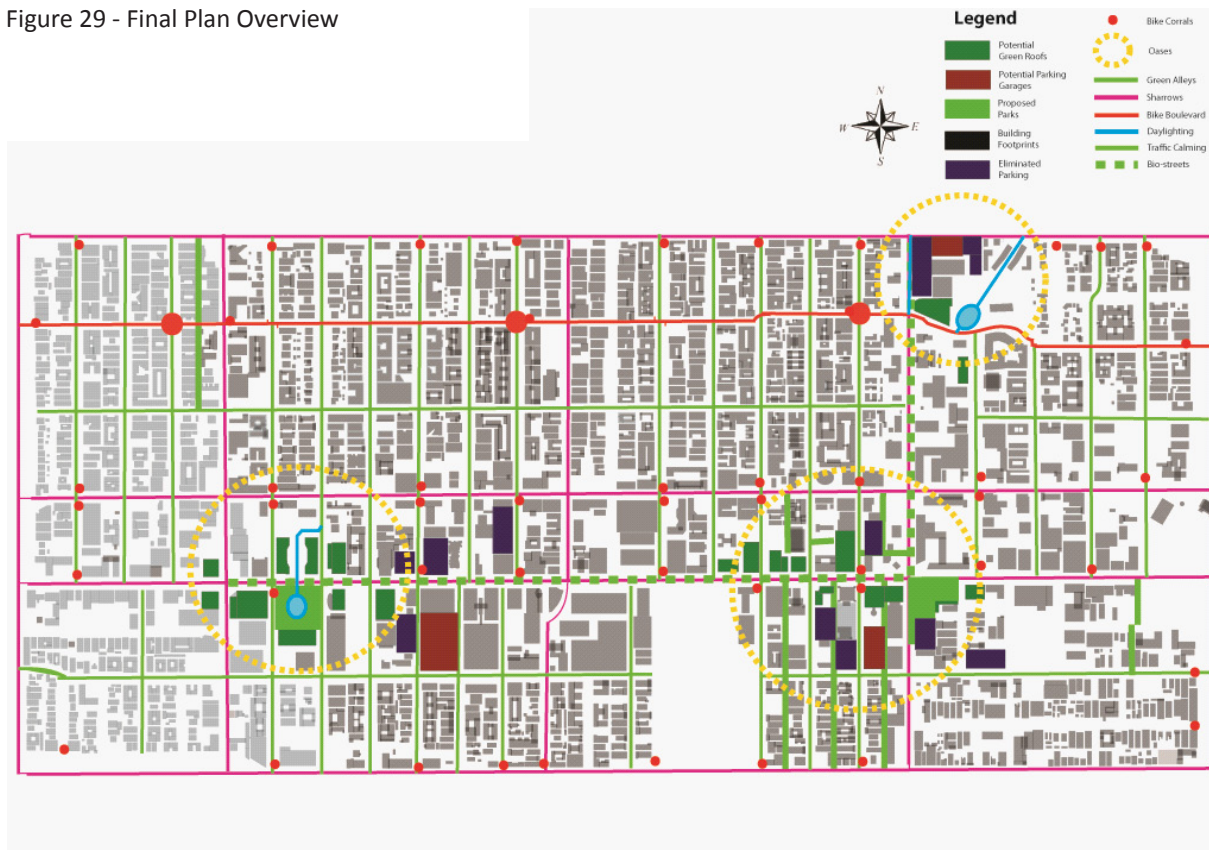 Figure 29 - Final Plan Overview
Legend
Potential
Green Roofs
Potential Parking
Garages
Proposed
Parks
Building
Footprints
Eliminated
Parking
Bike Corrals
Oases
Green Alleys
Sharrows
Bike Boulevard
Daylighting
Traffic Calming
Bio-streets
N
W
E
S